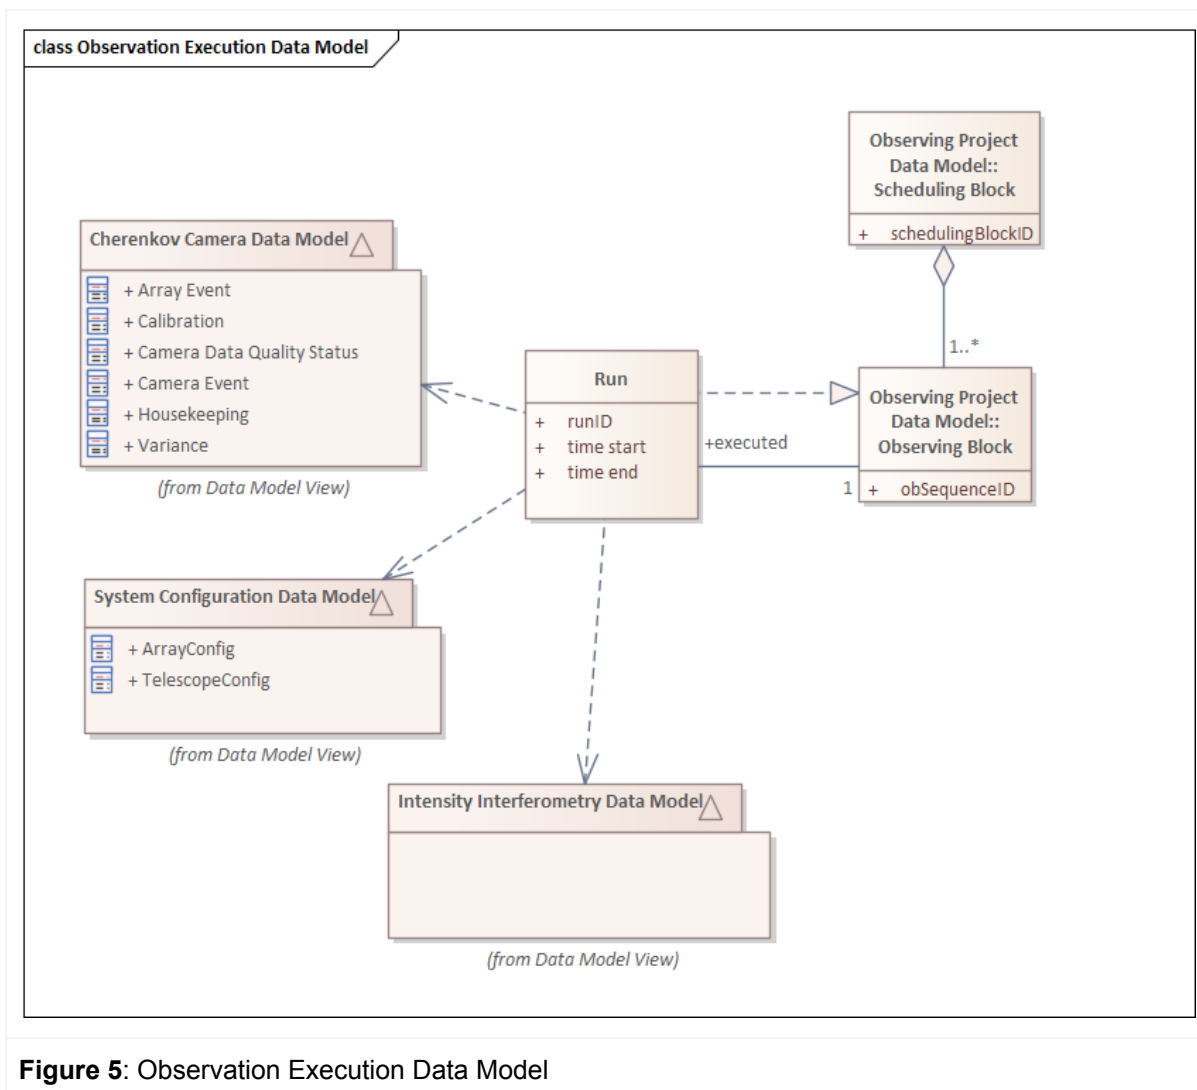 class Observation Execution Data Model
Observing Project
Data Model::
Scheduling Block
+ schedulingBlockID
Cherenkov Camera Data Model
+ Array Event
+ Calibration
+ Camera Data Quality Status
+ Camera Event
+ Housekeeping
+ Variance
(from Data Model View)
Run
+ runID
+ time start
+ time end
+executed
1..*
Observing Project
Data Model::
Observing Block
1
+ obSequenceID
System Configuration Data Model
+ ArrayConfig
+ TelescopeConfig
(from Data Model View)
Intensity Interferometry Data Model
(from Data Model View)
Figure 5: Observation Execution Data Model